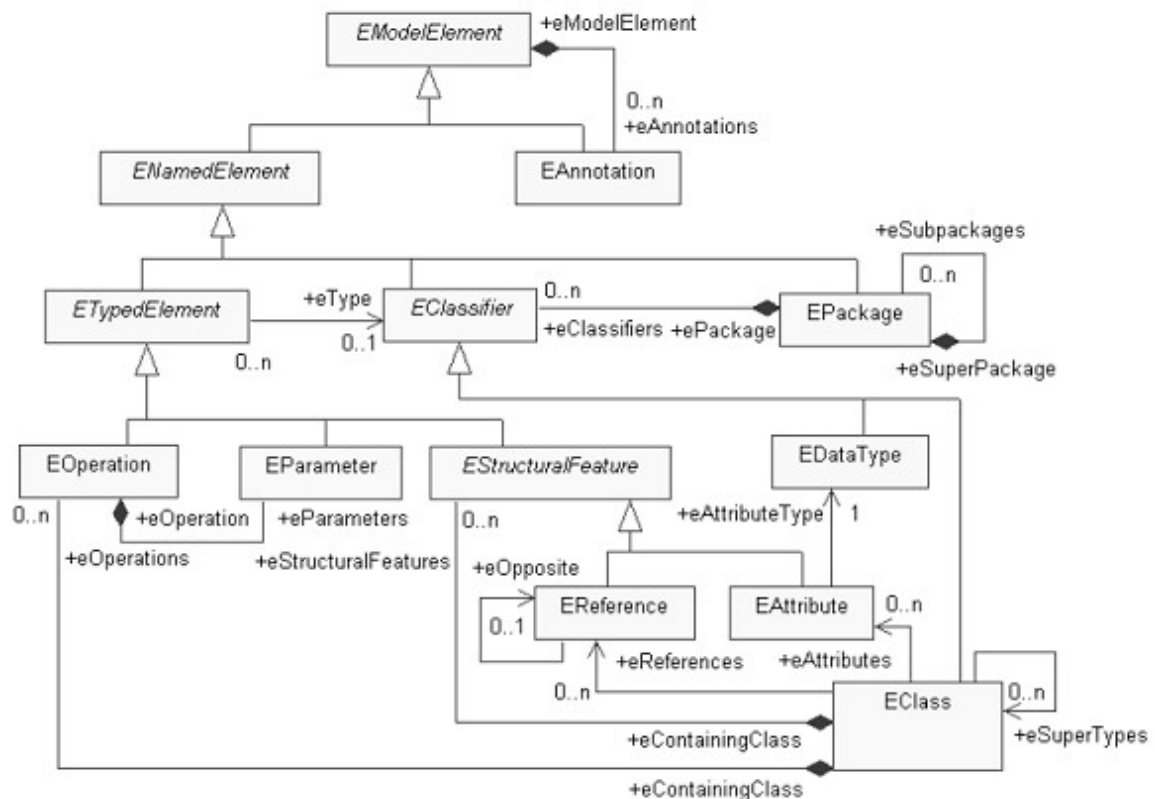 EModelElement
+eModelElement
0..n
+eAnnotations
ENamedElement
EAnnotation
+eSubpackages
0..n
ETypedElement
+eType
0..1
0..n
EClassifier
0..n
+eClassifiers
+ePackage
EPackage
+eSuperPackage
EOperation
EParameter
EStructuralFeature
EDataType
0..n
+eOperation
+eParameters
0..n
+eAttributeType
1
+eOperations
+eStructuralFeatures
+eOpposite
0..1
EReference
EAttribute
0..n
+eReferences
+eAttributes
0..n
EClass
0..n
+eSuperTypes
+eContainingClass
+eContainingClass